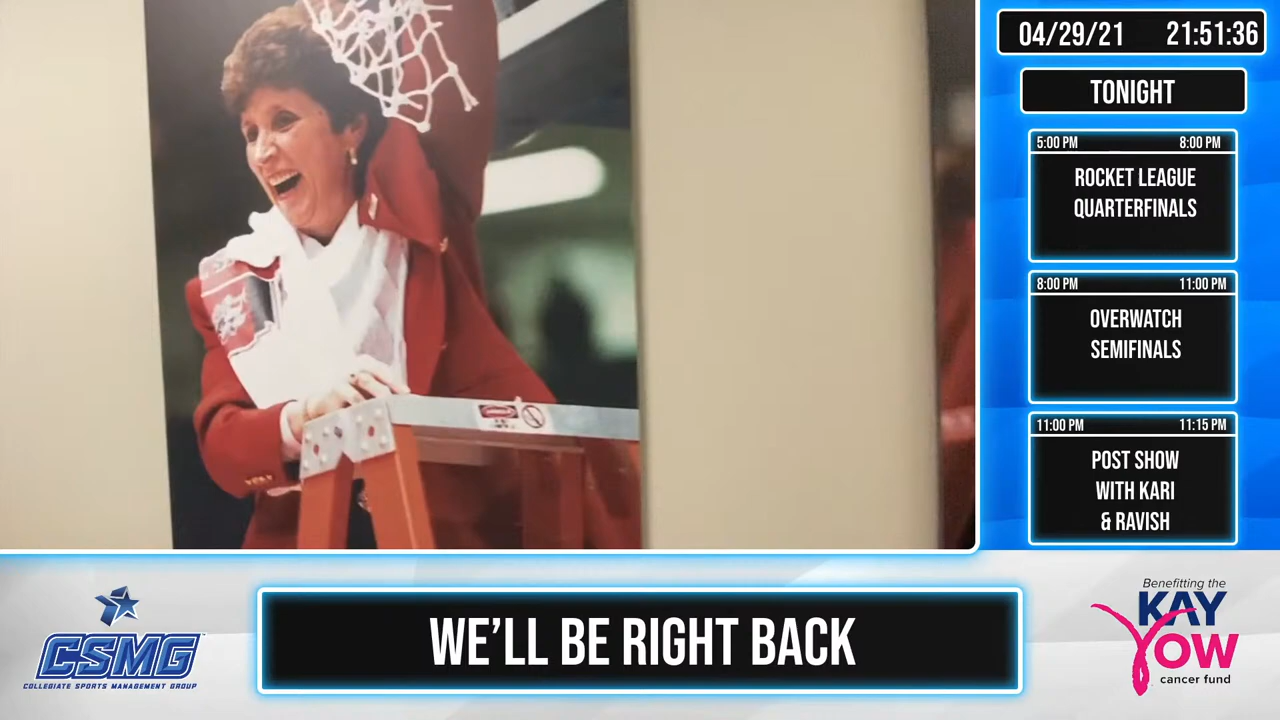 04/29/21 21:51:36
TONIGHT
5:00 PM 8:00 PM
ROCKET LEAGUE
QUARTERFINALS
8:00 PM 11:00 PM
OVERWATCH
SEMIFINALS
11:00 PM 11:15 PM
POST SHOW
WITH KARI
& RAVISH
WE'LL BE RIGHT BACK
CSMG
COLLEGIATE SPORTS MANAGEMENT GROUP
Benefitting the
KAY
YOW
cancer fund